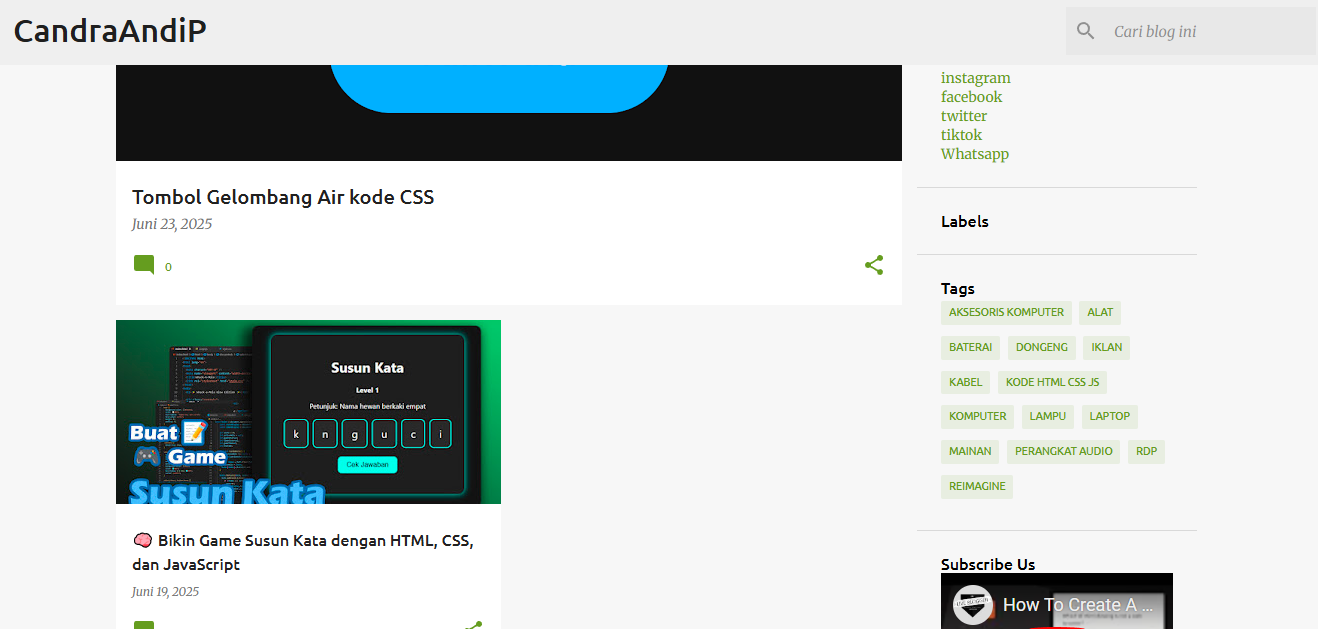 CandraAndiP
Cari blog ini
Tombol Gelombang Air kode CSS
Juni 23, 2025
0
Susun Kata
Level 1
Petunjuk: Nama hewan berkaki empat
k n g u c i
Cek Jawaban
Buat
Game
Susun Kata
🧠 Bikin Game Susun Kata dengan HTML, CSS,
dan JavaScript
Juni 19, 2025
instagram
facebook
twitter
tiktok
Whatsapp
Labels
Tags
AKSESORIS KOMPUTER ALAT
BATERAI DONGENG IKLAN
KABEL KODE HTML CSS JS
KOMPUTER LAMPU LAPTOP
MAINAN PERANGKAT AUDIO RDP
REIMAGINE
Subscribe Us
How To Create A ...